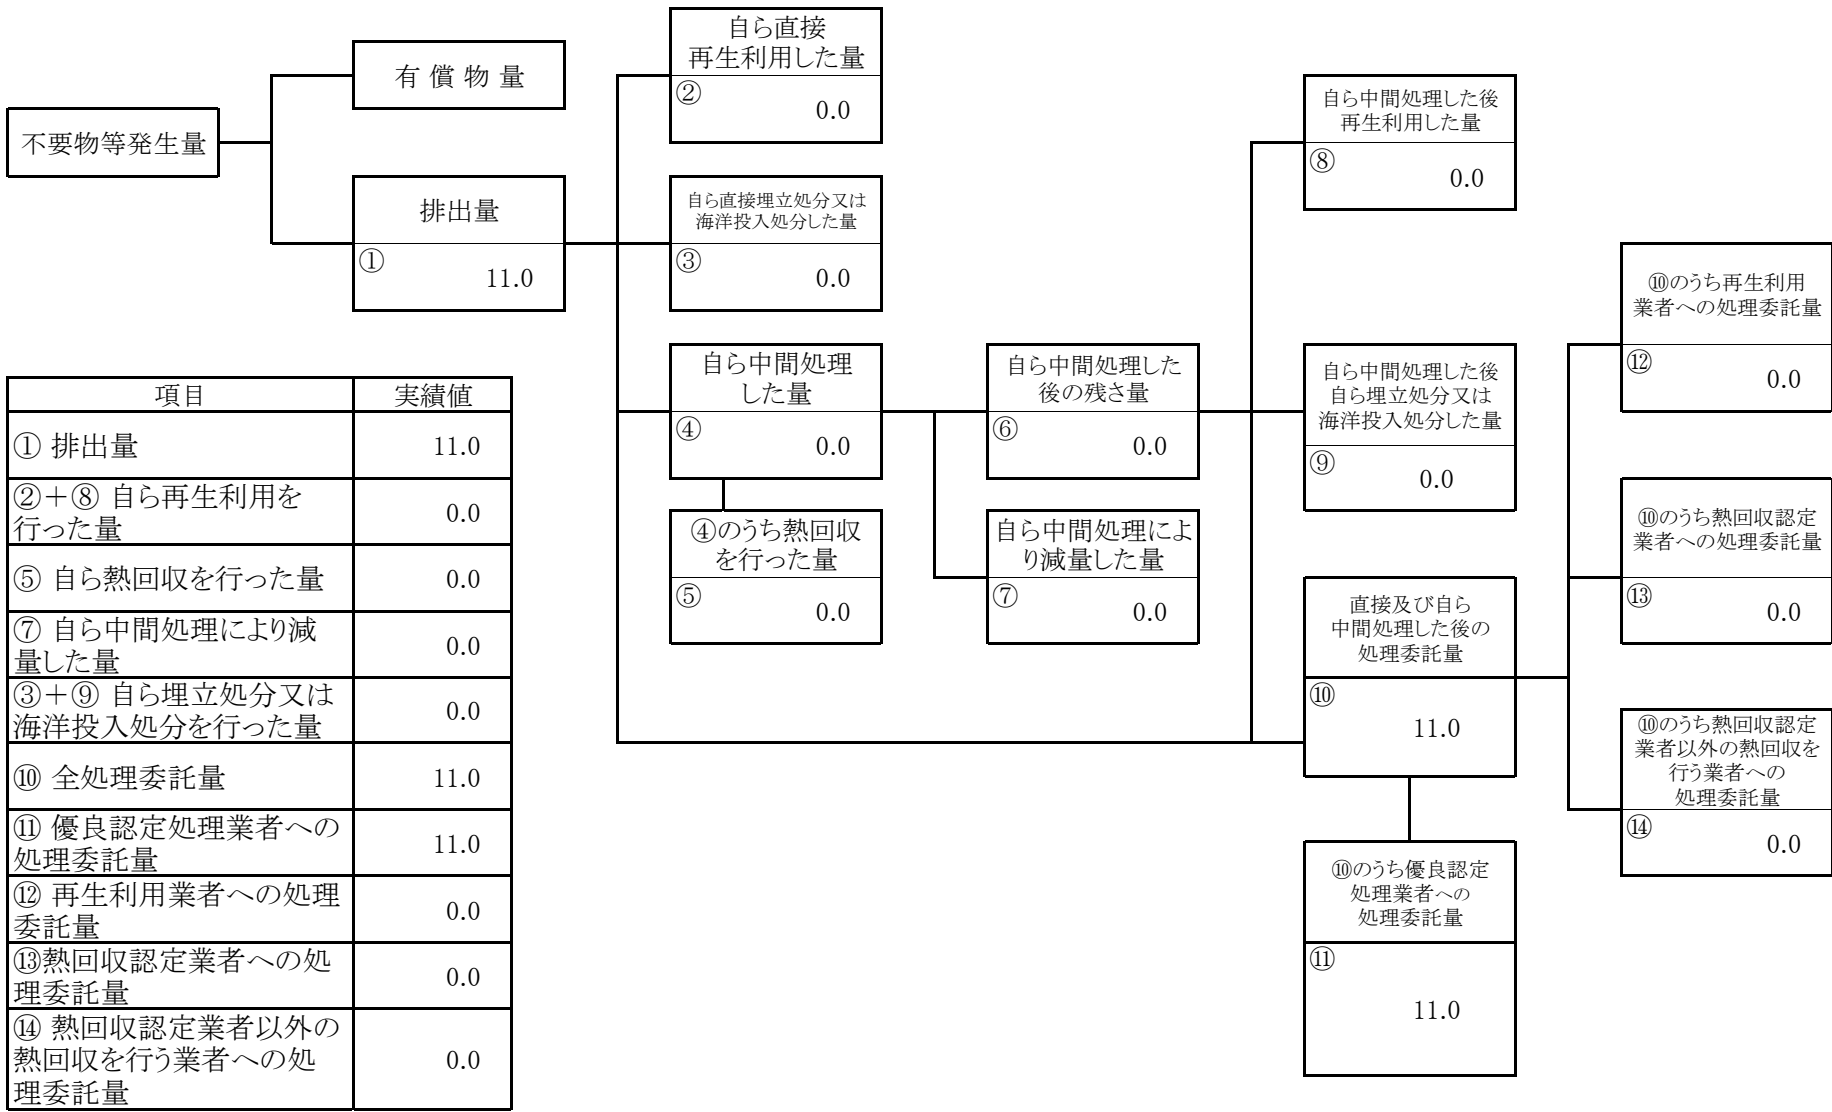 不要物等発生量
有 償 物 量
排出量
①
11.0
自ら直接
再生利用した量
②
0.0
自ら直接埋立処分又は
海洋投入処分した量
③
0.0
自ら中間処理
した量
④
0.0
④のうち熱回収
を行った量
⑤
0.0
自ら中間処理した
後の残さ量
⑥
0.0
自ら中間処理によ
り減量した量
⑦
0.0
自ら中間処理した後
再生利用した量
⑧
0.0
自ら中間処理した後
自ら埋立処分又は
海洋投入処分した量
⑨
0.0
直接及び自ら
中間処理した後の
処理委託量
⑩
11.0
⑩のうち優良認定
処理業者への
処理委託量
⑪
11.0
⑩のうち再生利用
業者への処理委託量
⑫
0.0
⑩のうち熱回収認定
業者への処理委託量
⑬
0.0
⑩のうち熱回収認定
業者以外の熱回収を
行う業者への
処理委託量
⑭
0.0
項目 実績値
① 排出量 11.0
②＋⑧ 自ら再生利用を
行った量 0.0
⑤ 自ら熱回収を行った量 0.0
⑦ 自ら中間処理により減
量した量 0.0
③＋⑨ 自ら埋立処分又は
海洋投入処分を行った量 0.0
⑩ 全処理委託量 11.0
⑪ 優良認定処理業者への
処理委託量 11.0
⑫ 再生利用業者への処理
委託量 0.0
⑬熱回収認定業者への処
理委託量 0.0
⑭ 熱回収認定業者以外の
熱回収を行う業者への処
理委託量 0.0